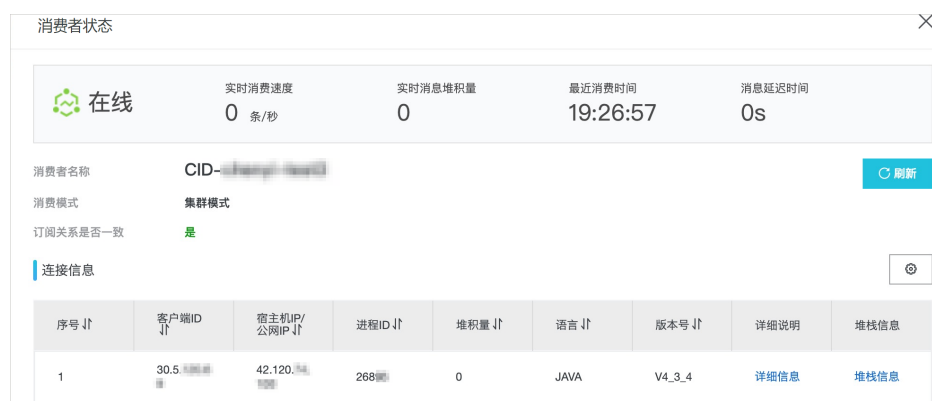 消费者状态
在线
实时消费速度
0 条/秒
实时消息堆积量
0
最近消费时间
19:26:57
消息延迟时间
0s
消费者名称 CID-
刷新
消费模式 集群模式
订阅关系是否一致 是
连接信息
序号 客户端ID 宿主机IP/公网IP 进程ID 堆积量 语言 版本号 详细说明 堆栈信息
1 30.5. 42.120. 268 0 JAVA V4_3_4 详细信息 堆栈信息